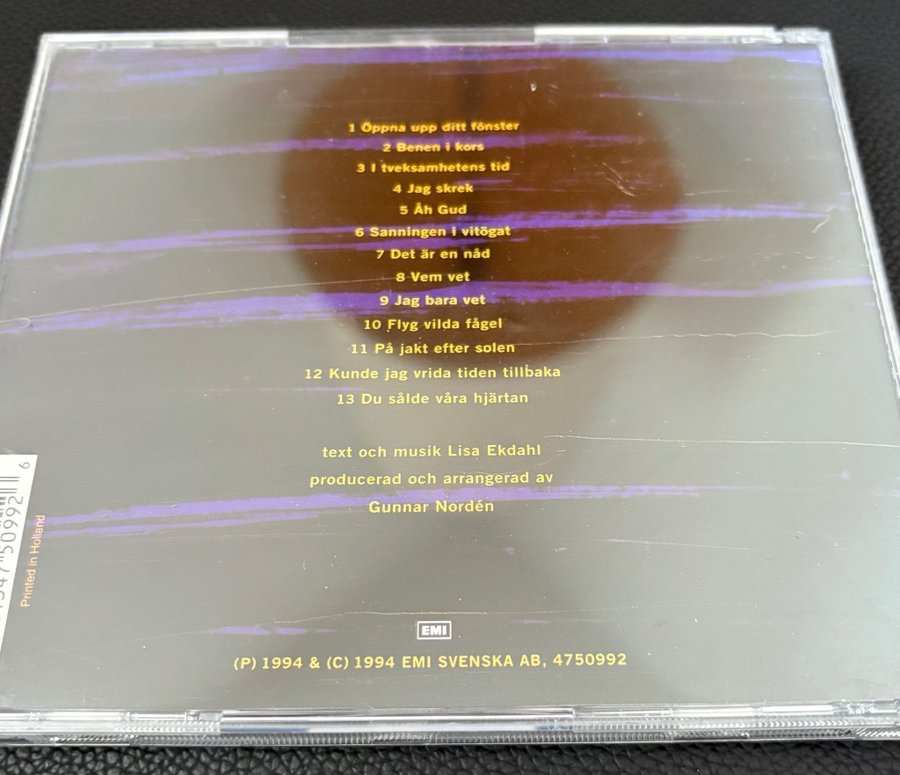 1 Öppna upp ditt fönster
2 Benen i kors
3 I tveksamhetens tid
4 Jag skrek
5 Åh Gud
6 Sanningen i vitögat
7 Det är en nåd
8 Vem vet
9 Jag bara vet
10 Flyg vilda fågel
11 På jakt efter solen
12 Kunde jag vrida tiden tillbaka
13 Du sålde våra hjärtan
text och musik Lisa Ekdahl
producerad och arrangerad av
Gunnar Nordén
50992 6
Printed in Holland
EMI
(P) 1994 & (C) 1994 EMI SVENSKA AB, 4750992